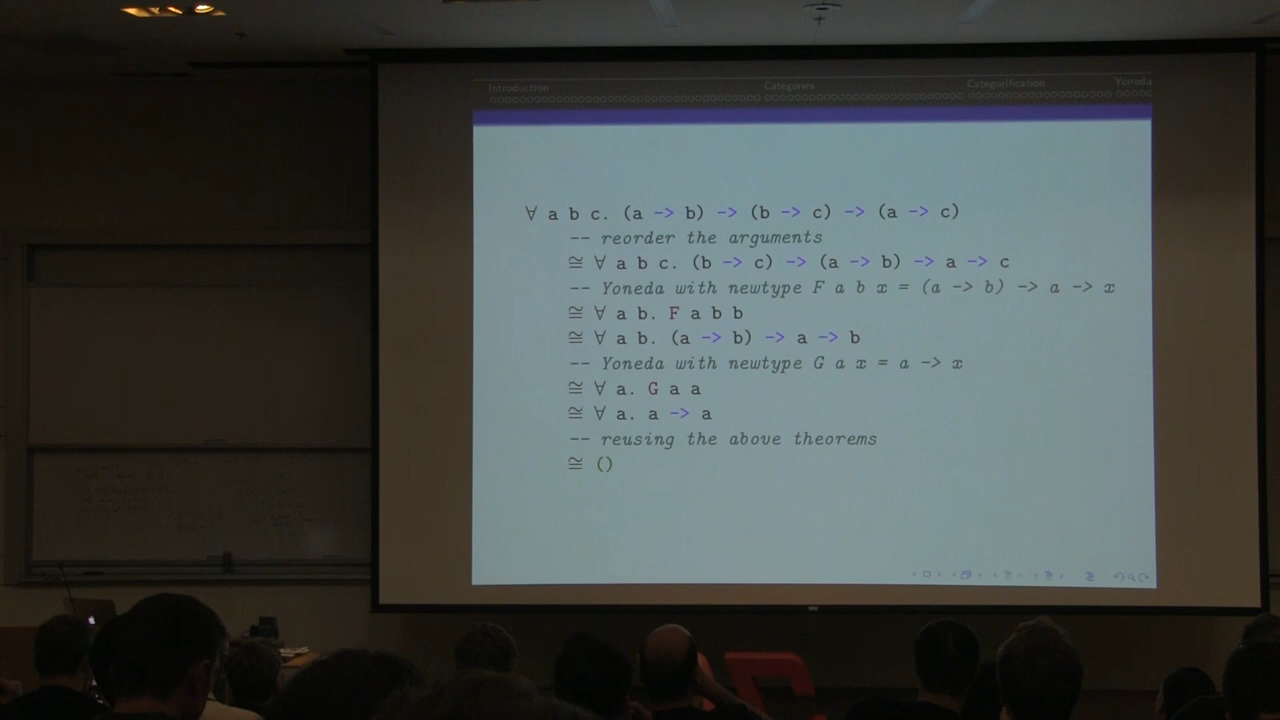 Introduction Categories Categorification Yoneda
∀ a b c. (a -> b) -> (b -> c) -> (a -> c)
-- reorder the arguments
≅ ∀ a b c. (b -> c) -> (a -> b) -> a -> c
-- Yoneda with newtype F a b x = (a -> b) -> a -> x
≅ ∀ a b. F a b b
≅ ∀ a b. (a -> b) -> a -> b
-- Yoneda with newtype G a x = a -> x
≅ ∀ a. G a a
≅ ∀ a. a -> a
-- reusing the above theorems
≅ ()